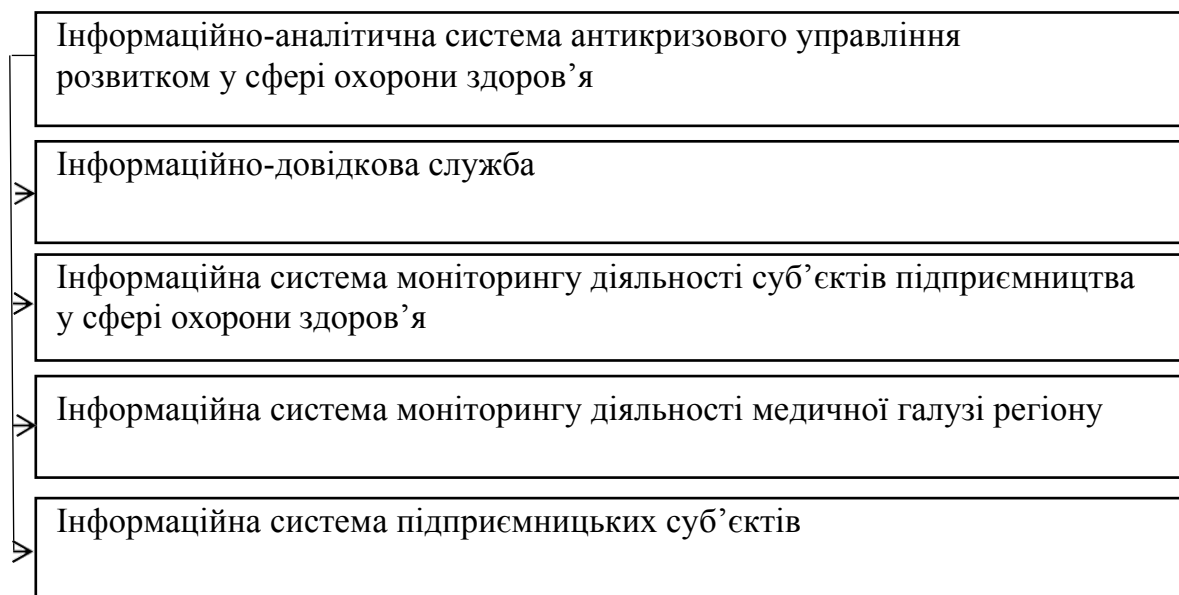 Інформаційно-аналітична система антикризового управління
розвитком у сфері охорони здоров’я
Інформаційно-довідкова служба
Інформаційна система моніторингу діяльності суб’єктів підприємництва
у сфері охорони здоров’я
Інформаційна система моніторингу діяльності медичної галузі регіону
Інформаційна система підприємницьких суб’єктів